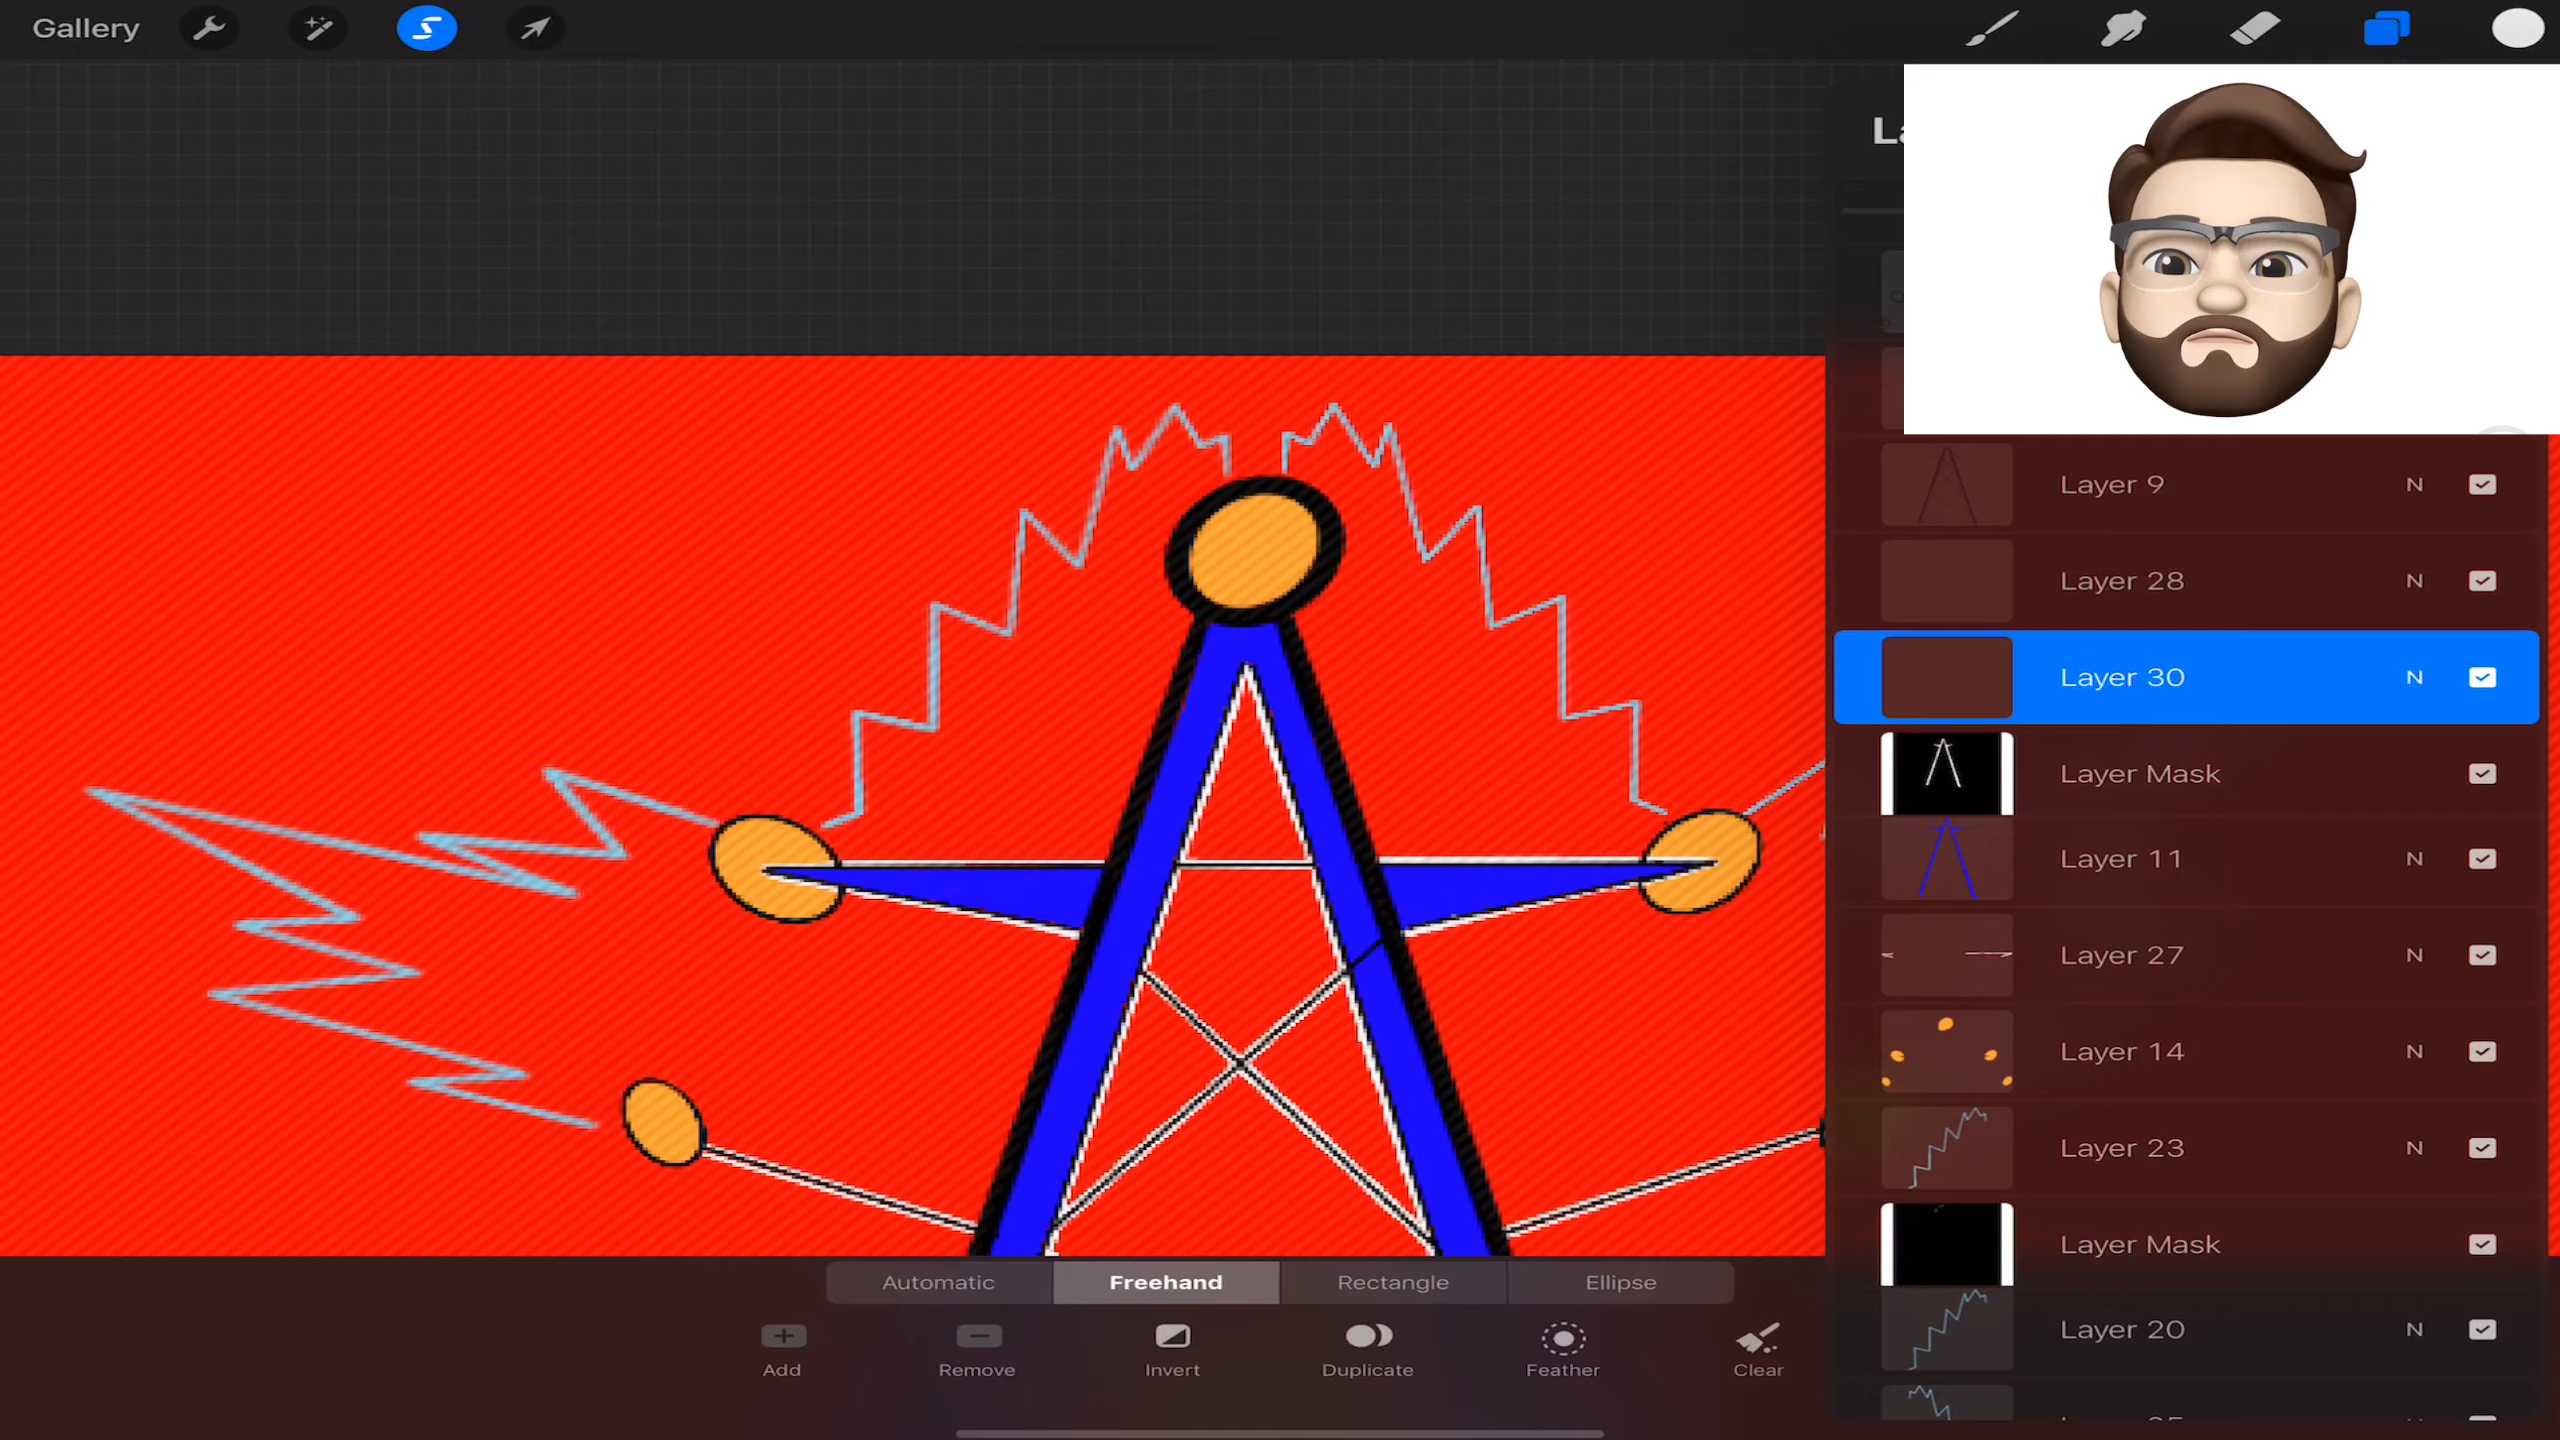 Gallery
La
Layer 9 N
Layer 28 N
Layer 30 N
Layer Mask
Layer 11 N
Layer 27 N
Layer 14 N
Layer 23 N
Layer Mask
Layer 20 N
Automatic Freehand Rectangle Ellipse
Add Remove Invert Duplicate Feather Clear